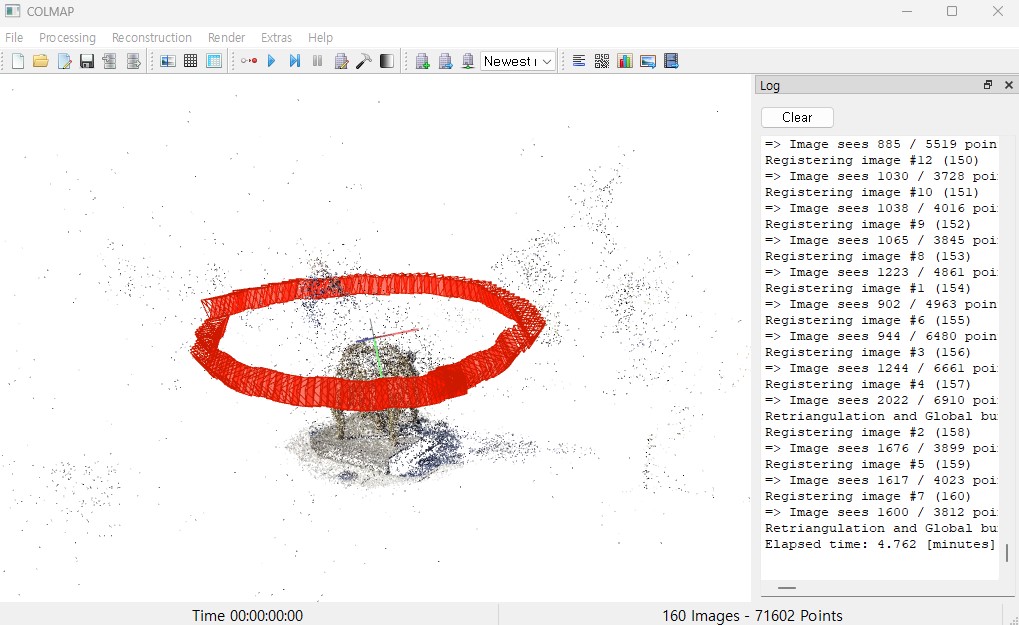 COLMAP
File Processing Reconstruction Render Extras Help
Newest
Log
Clear
=> Image sees 885 / 5519 poin
Registering image #12 (150)
=> Image sees 1030 / 3728 poi
Registering image #10 (151)
=> Image sees 1038 / 4016 poi
Registering image #9 (152)
=> Image sees 1065 / 3845 poi
Registering image #8 (153)
=> Image sees 1223 / 4861 poi
Registering image #1 (154)
=> Image sees 902 / 4963 poin
Registering image #6 (155)
=> Image sees 944 / 6480 poin
Registering image #3 (156)
=> Image sees 1244 / 6661 poi
Registering image #4 (157)
=> Image sees 2022 / 6910 poi
Retriangulation and Global bu
Registering image #2 (158)
=> Image sees 1676 / 3899 poi
Registering image #5 (159)
=> Image sees 1617 / 4023 poi
Registering image #7 (160)
=> Image sees 1600 / 3812 poi
Retriangulation and Global bu
Elapsed time: 4.762 [minutes]
Time 00:00:00:00
160 Images - 71602 Points